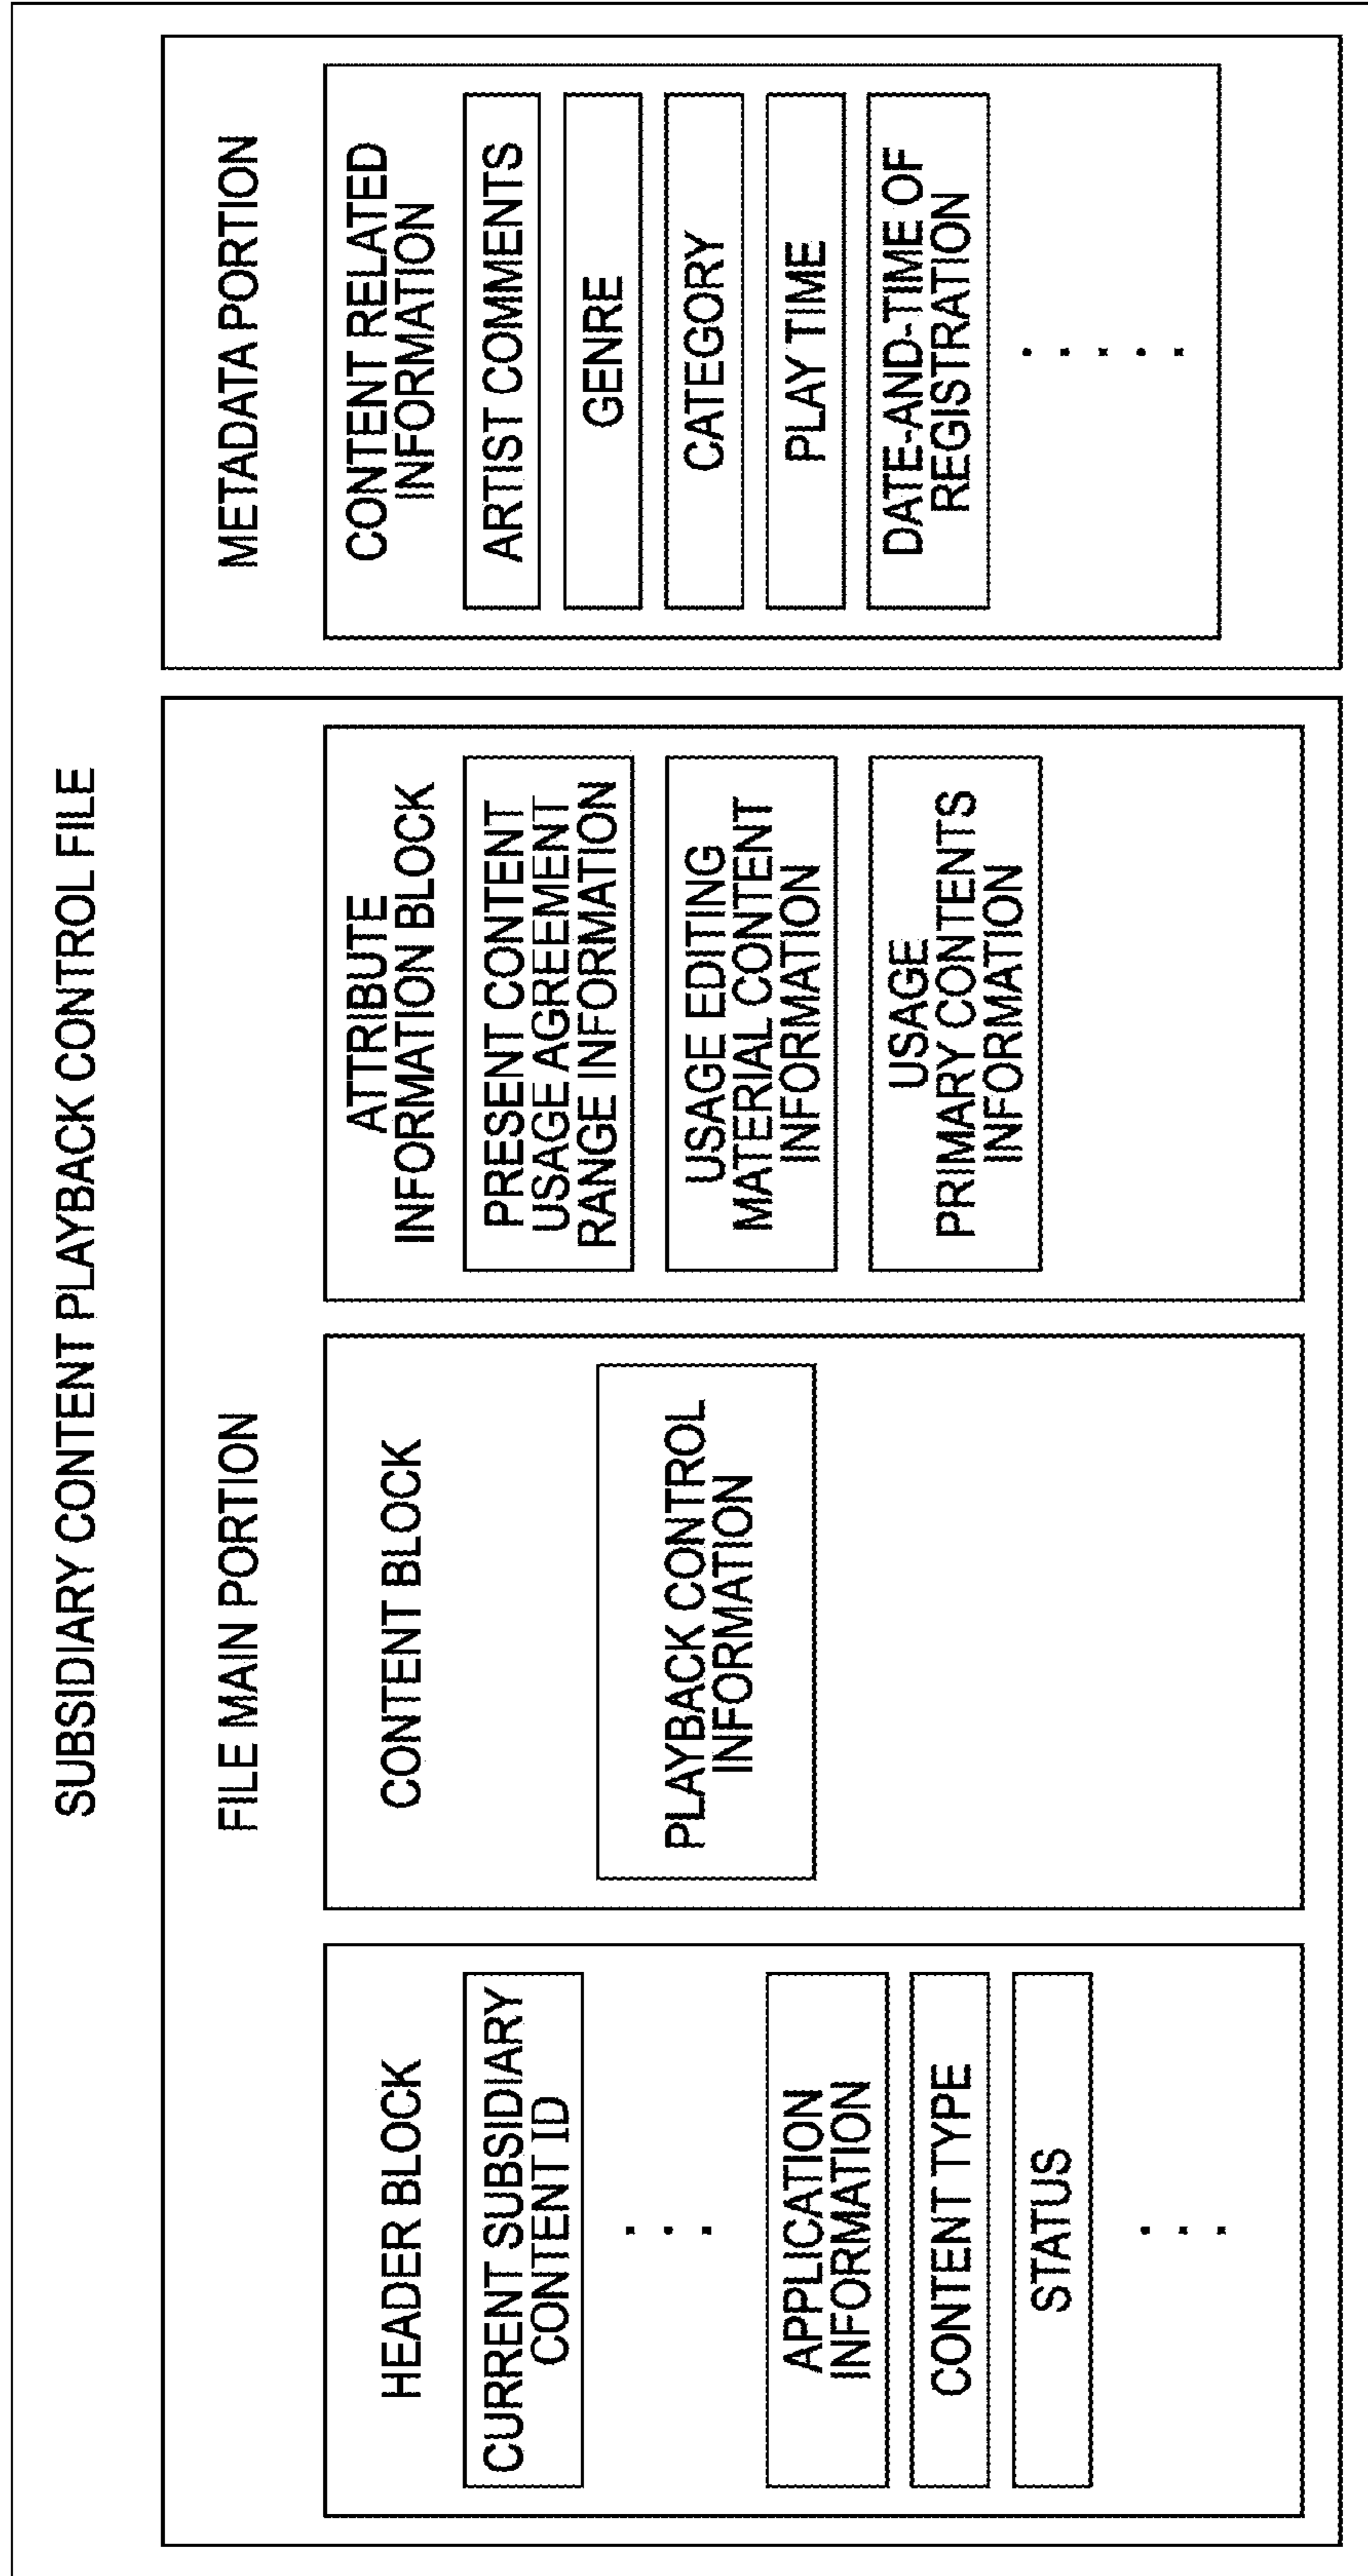 SUBSIDIARY CONTENT PLAYBACK CONTROL FILE
FILE MAIN PORTION
HEADER BLOCK
CURRENT SUBSIDIARY
CONTENT ID
. . .
APPLICATION
INFORMATION
CONTENT TYPE
STATUS
. . .
CONTENT BLOCK
PLAYBACK CONTROL
INFORMATION
ATTRIBUTE
INFORMATION BLOCK
PRESENT CONTENT
USAGE AGREEMENT
RANGE INFORMATION
USAGE EDITING
MATERIAL CONTENT
INFORMATION
USAGE
PRIMARY CONTENTS
INFORMATION
METADATA PORTION
CONTENT RELATED
INFORMATION
ARTIST COMMENTS
GENRE
CATEGORY
PLAY TIME
DATE-AND-TIME OF
REGISTRATION
. . . . .